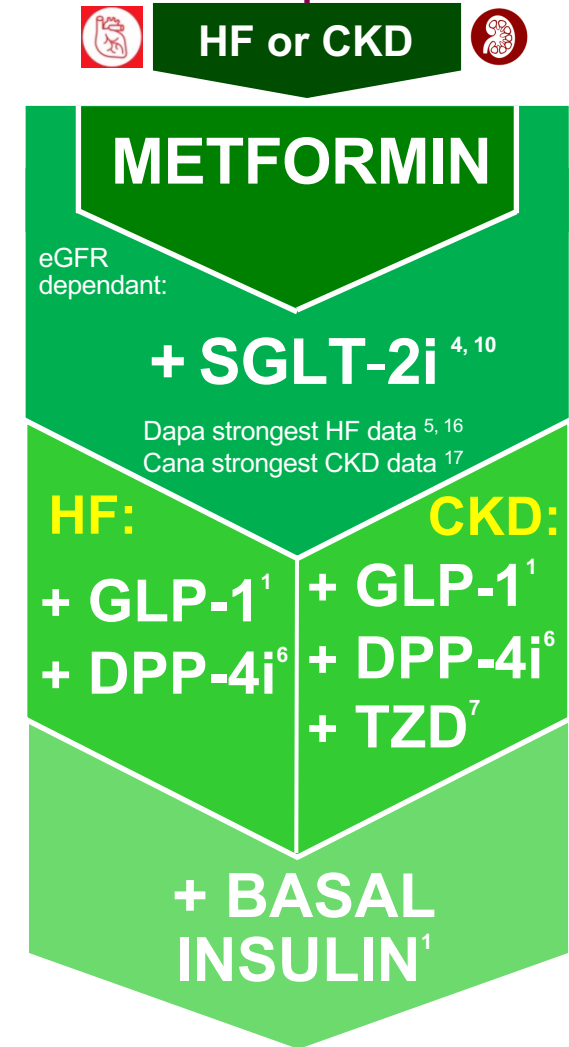 HF or CKD
METFORMIN
eGFR
dependant:
+ SGLT-2i 4, 10
Dapa strongest HF data 5, 16
Cana strongest CKD data 17
HF:
+ GLP-1 1
+ DPP-4i 6
CKD:
+ GLP-1 1
+ DPP-4i 6
+ TZD 7
+ BASAL
INSULIN 1